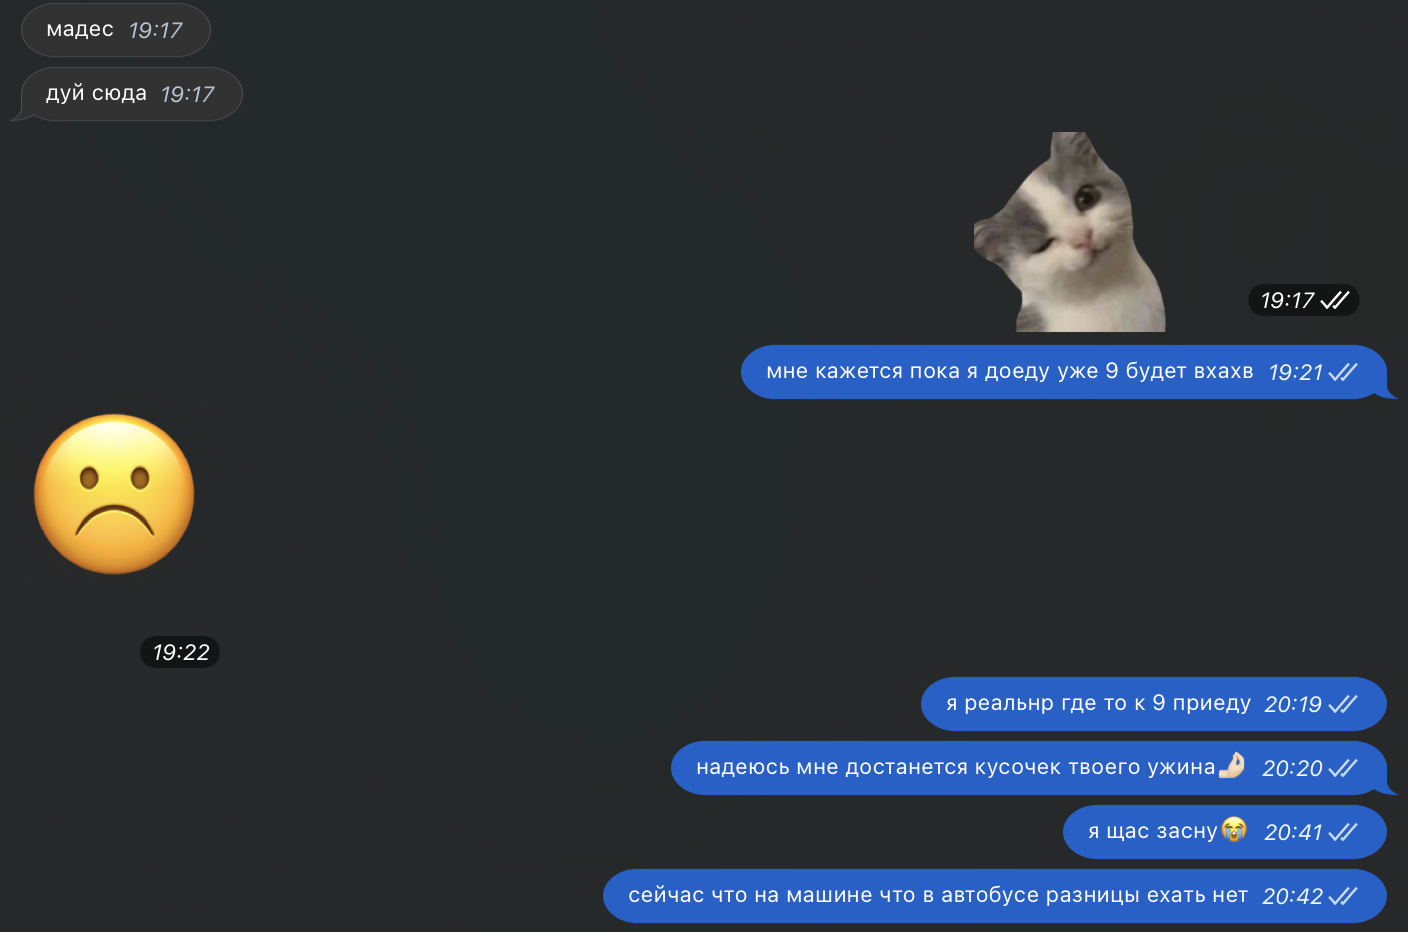 мадес 19:17
дуй сюда 19:17
19:17
мне кажется пока я доеду уже 9 будет вхахв 19:21
19:22
я реальнр где то к 9 приеду 20:19
надеюсь мне достанется кусочек твоего ужина🤌🏻 20:20
я щас засну😭 20:41
сейчас что на машине что в автобусе разницы ехать нет 20:42